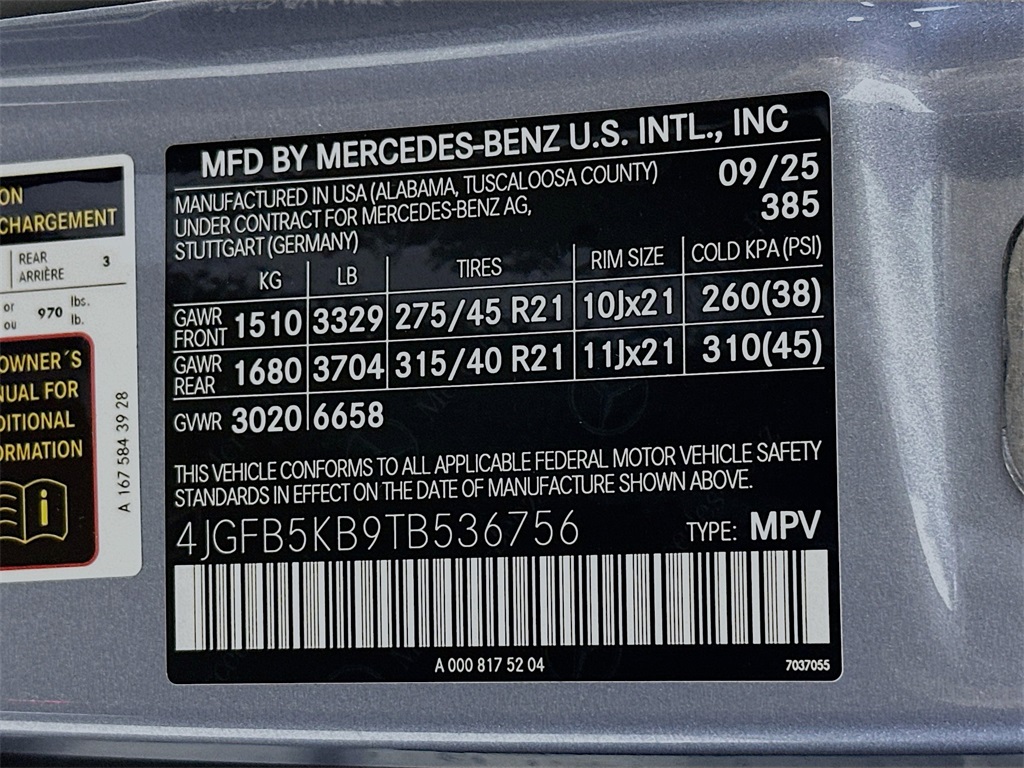 ON
CHARGEMENT
REAR
ARRIÈRE
3
or
ou
970
lbs.
lb.
OWNER´S
NUAL FOR
DITIONAL
ORMATION
A 167 584 39 28
MFD BY MERCEDES-BENZ U.S. INTL., INC
MANUFACTURED IN USA (ALABAMA, TUSCALOOSA COUNTY)
UNDER CONTRACT FOR MERCEDES-BENZ AG,
STUTTGART (GERMANY)
09/25
385
KG LB TIRES RIM SIZE COLD KPA (PSI)
GAWR FRONT 1510 3329 275/45 R21 10Jx21 260(38)
GAWR REAR 1680 3704 315/40 R21 11Jx21 310(45)
GVWR 3020 6658
THIS VEHICLE CONFORMS TO ALL APPLICABLE FEDERAL MOTOR VEHICLE SAFETY
STANDARDS IN EFFECT ON THE DATE OF MANUFACTURE SHOWN ABOVE.
4JGFB5KB9TB536756 TYPE: MPV
A 000 817 52 04
7037055